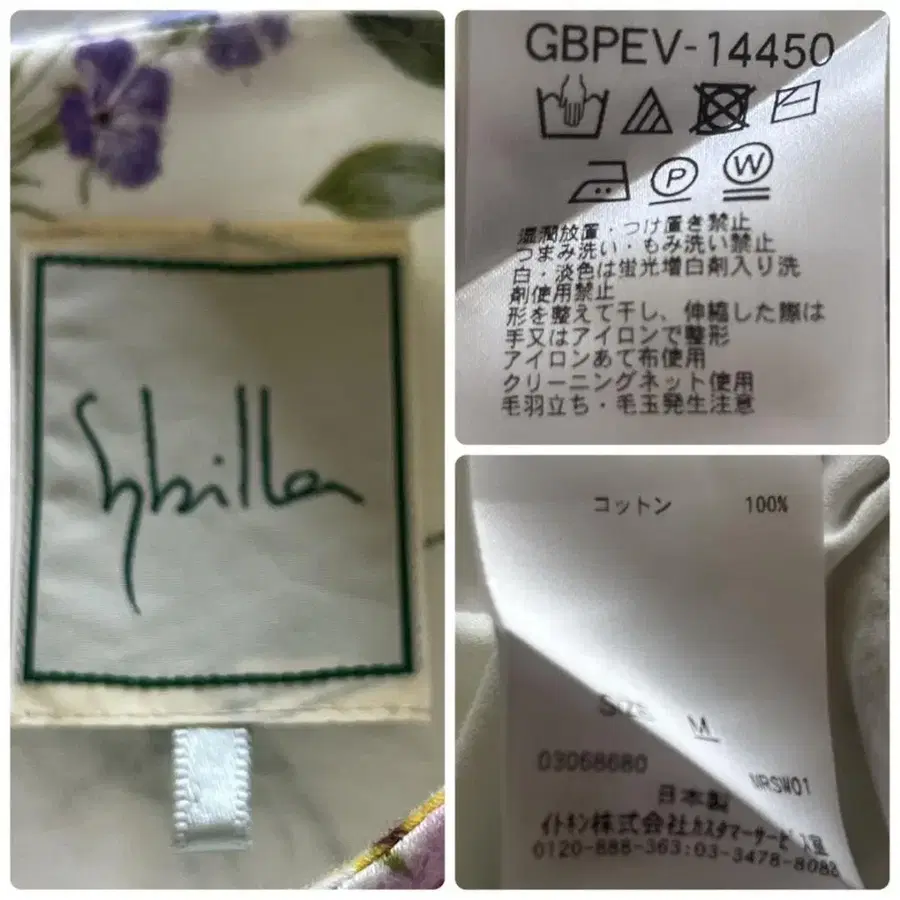 Sybilla
GBPEV-14450
P
W
湿潤放置・つけ置き禁止
つまみ洗い・もみ洗い禁止
白・淡色は蛍光増白剤入り洗
剤使用禁止
形を整えて干し、伸縮した際は
手又はアイロンで整形
アイロンあて布使用
クリーニングネット使用
毛羽立ち・毛玉発生注意
コットン 100%
SIZE M
03068680
NRSW01
日本製
イトキン株式会社カスタマーサービス室
0120-888-363:03-3478-8088